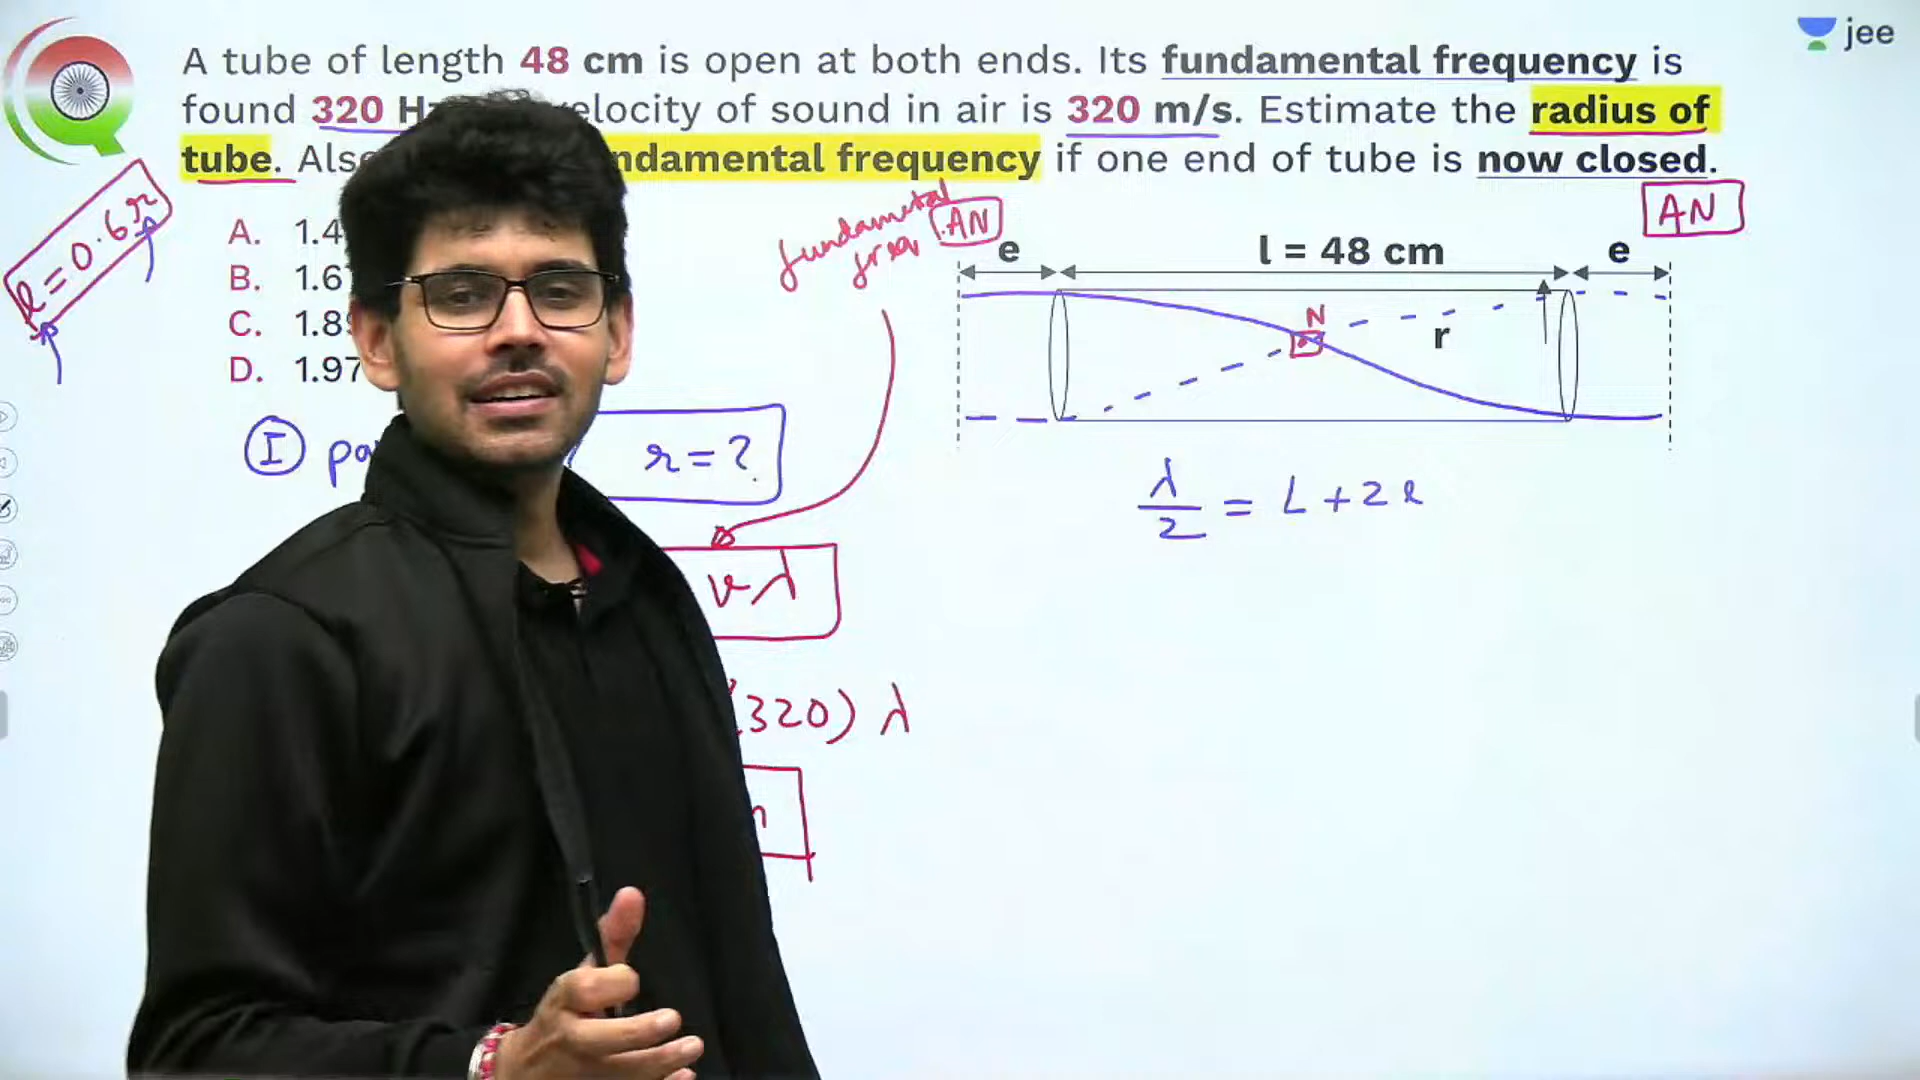 jee
A tube of length 48 cm is open at both ends. Its fundamental frequency is
found 320 H elocity of sound in air is 320 m/s. Estimate the radius of
tube. Als ndamental frequency if one end of tube is now closed.
e = 0.6r
A. 1.4
B. 1.6
C. 1.8
D. 1.97
fundamental
freq
AN
AN
e
l = 48 cm
e
N
r
I pa
r = ?
λ/2 = L + 2e
vλ
(320) λ